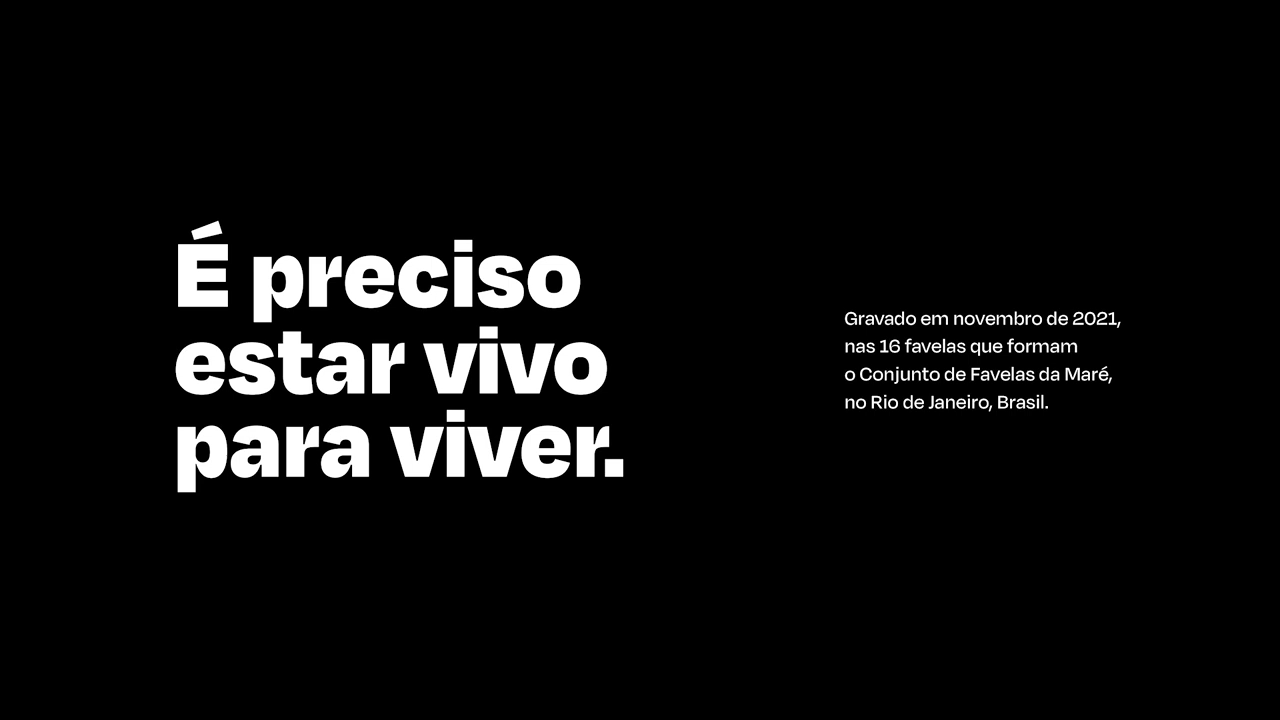 É preciso
estar vivo
para viver.
Gravado em novembro de 2021,
nas 16 favelas que formam
o Conjunto de Favelas da Maré,
no Rio de Janeiro, Brasil.